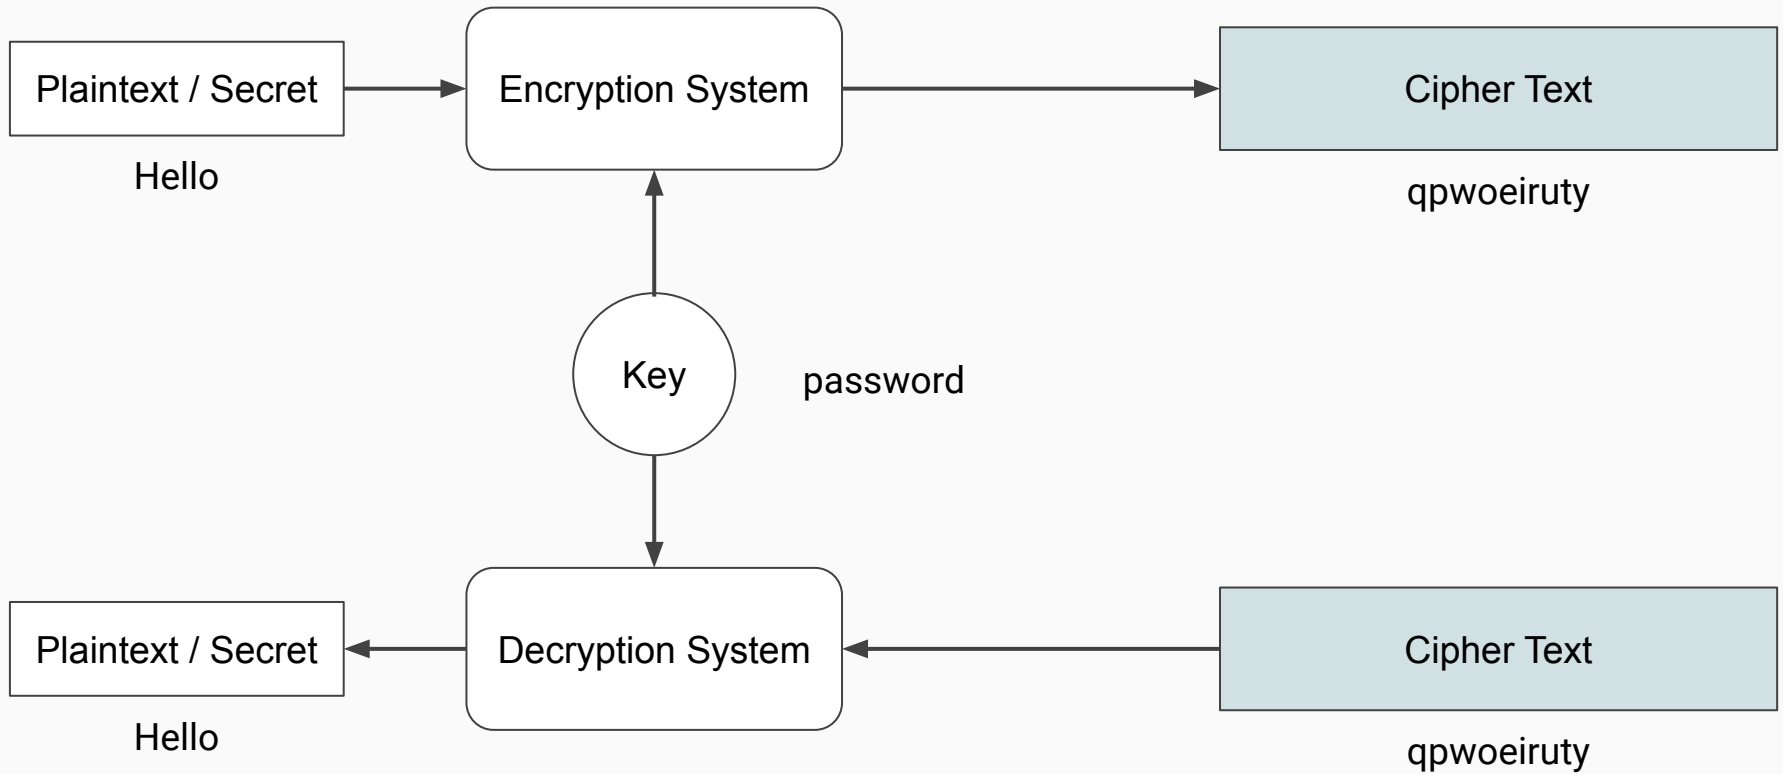 Plaintext / Secret
Encryption System
Cipher Text
Hello
qpwoeiruty
Key
password
Plaintext / Secret
Decryption System
Cipher Text
Hello
qpwoeiruty